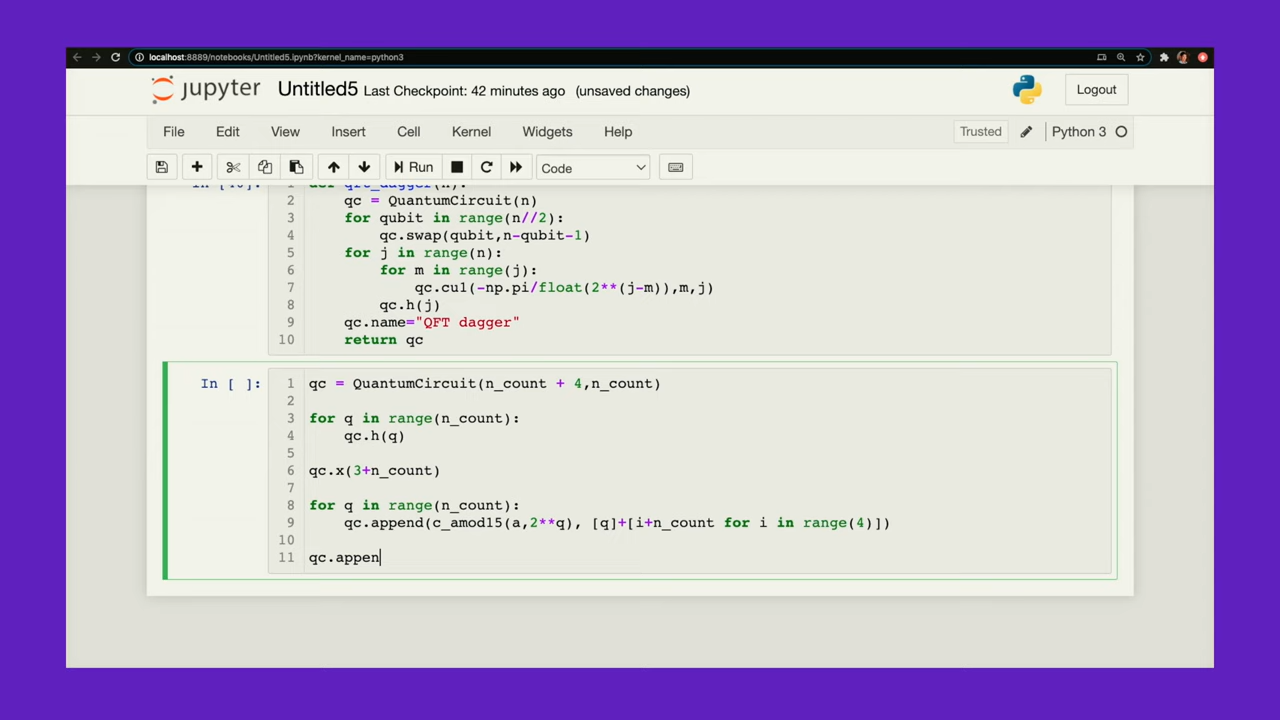 localhost:8889/notebooks/Untitled5.ipynb?kernel_name=python3
jupyter Untitled5 Last Checkpoint: 42 minutes ago (unsaved changes) Logout
File Edit View Insert Cell Kernel Widgets Help Trusted Python 3
Run Code
2 qc = QuantumCircuit(n)
3 for qubit in range(n//2):
4 qc.swap(qubit,n-qubit-1)
5 for j in range(n):
6 for m in range(j):
7 qc.cu1(-np.pi/float(2**(j-m)),m,j)
8 qc.h(j)
9 qc.name="QFT dagger"
10 return qc
In [ ]: 1 qc = QuantumCircuit(n_count + 4,n_count)
2
3 for q in range(n_count):
4 qc.h(q)
5
6 qc.x(3+n_count)
7
8 for q in range(n_count):
9 qc.append(c_amod15(a,2**q), [q]+[i+n_count for i in range(4)])
10
11 qc.appen